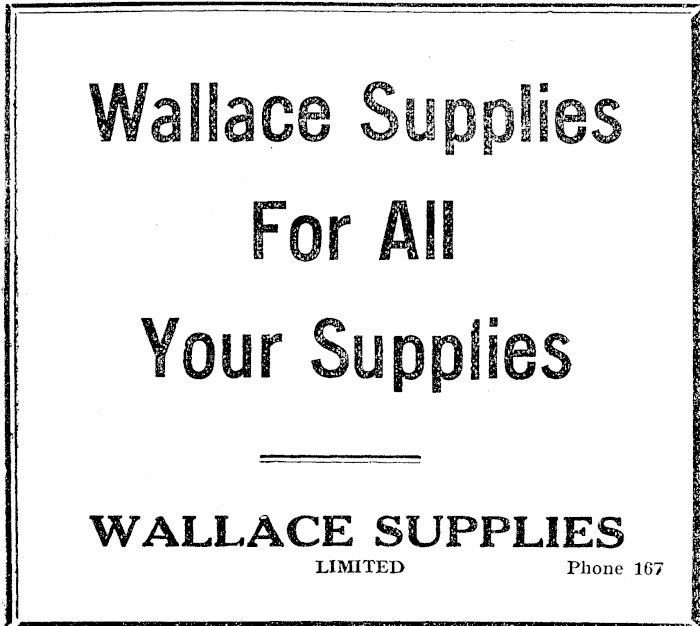 Wallace Supplies
For All
Your Supplies
WALLACE SUPPLIES
LIMITED Phone 167